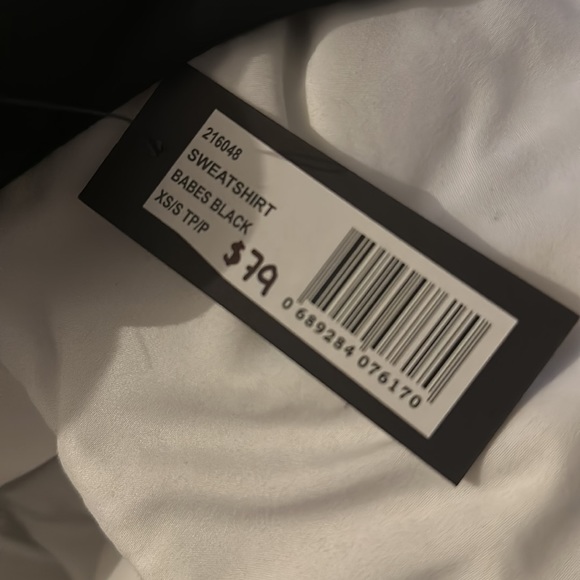 216048
SWEATSHIRT
BABES BLACK
XS/S TP/P
$79
0 689284 076170